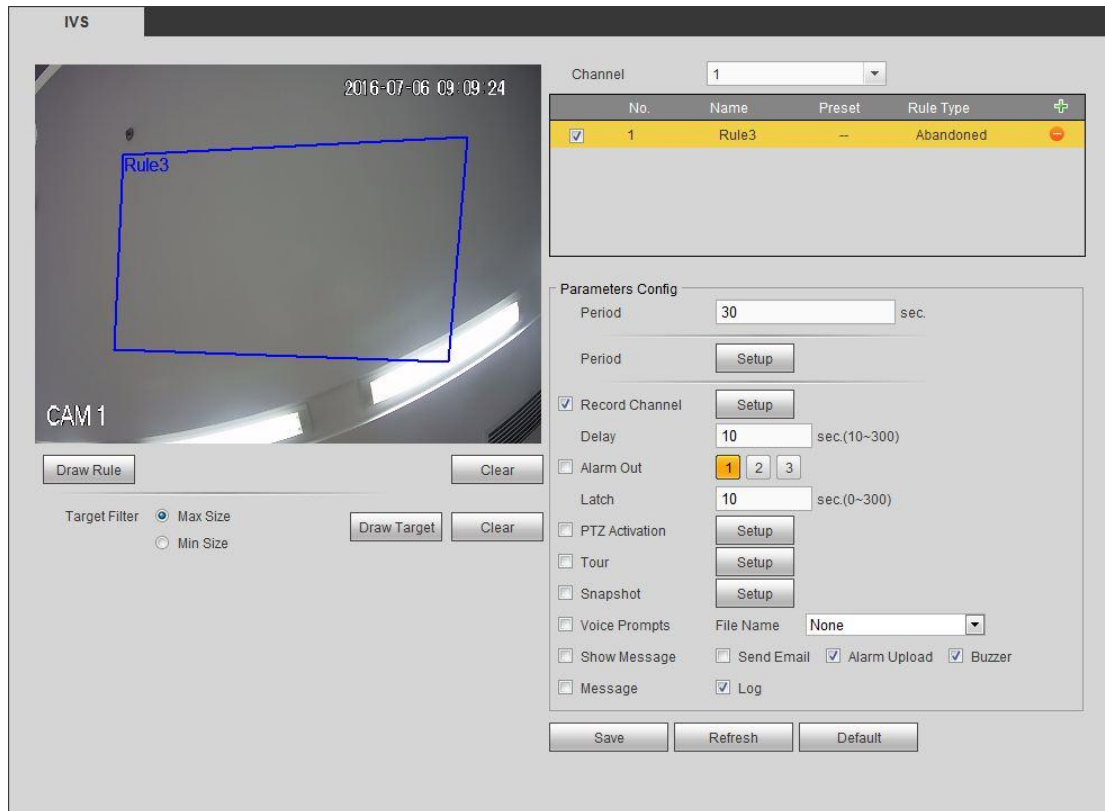 IVS
2016-07-06 09:09:24
Rule3
CAM 1
Draw Rule
Clear
Target Filter
Max Size
Min Size
Draw Target
Clear
Channel 1
No. Name Preset Rule Type
1 Rule3 -- Abandoned
Parameters Config
Period 30 sec.
Period Setup
Record Channel Setup
Delay 10 sec.(10~300)
Alarm Out 1 2 3
Latch 10 sec.(0~300)
PTZ Activation Setup
Tour Setup
Snapshot Setup
Voice Prompts File Name None
Show Message Send Email Alarm Upload Buzzer
Message Log
Save Refresh Default